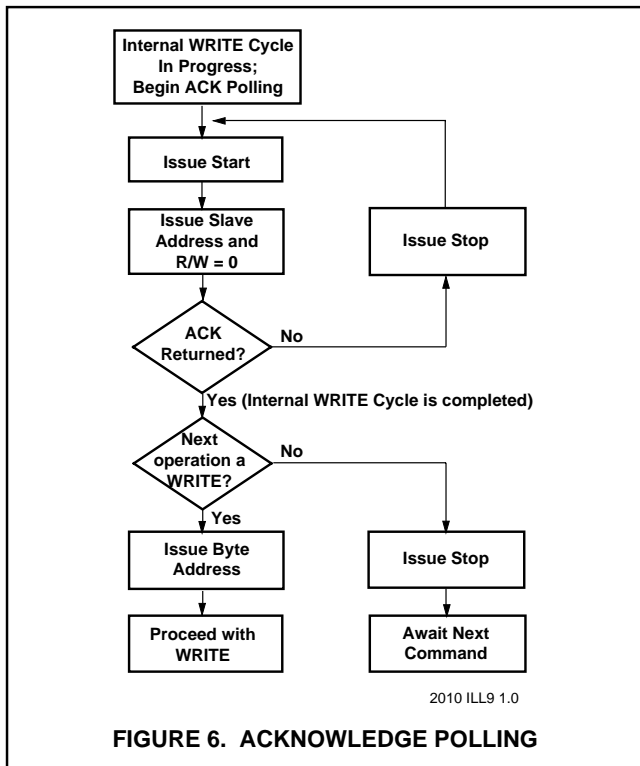 Internal WRITE Cycle
In Progress;
Begin ACK Polling
Issue Start
Issue Slave
Address and
R/W = 0
Issue Stop
ACK
Returned?
No
Yes (Internal WRITE Cycle is completed)
Next
operation a
WRITE?
No
Yes
Issue Byte
Address
Issue Stop
Proceed with
WRITE
Await Next
Command
2010 ILL9 1.0
FIGURE 6. ACKNOWLEDGE POLLING